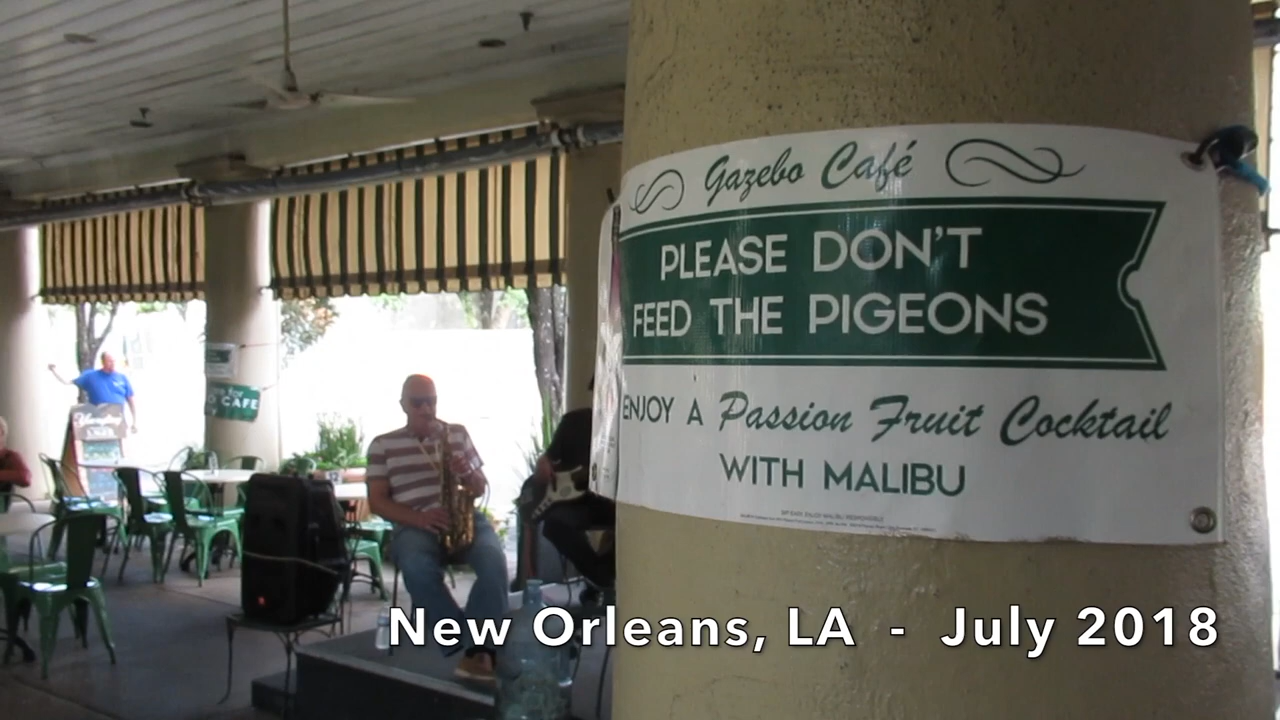 Gazebo Café
PLEASE DON'T
FEED THE PIGEONS
ENJOY A Passion Fruit Cocktail
WITH MALIBU
CAFE
New Orleans, LA - July 2018